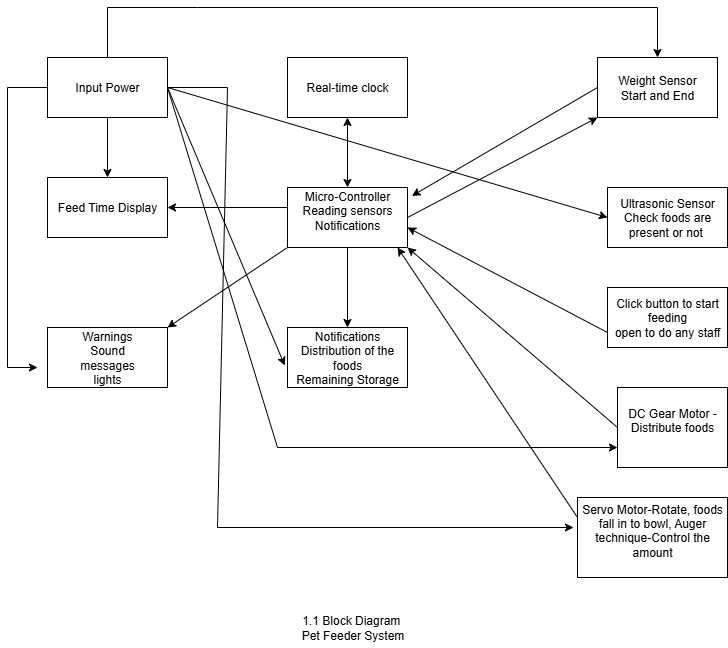 Input Power
Real-time clock
Weight Sensor
Start and End
Feed Time Display
Micro-Controller
Reading sensors
Notifications
Ultrasonic Sensor
Check foods are
present or not
Click button to start
feeding
open to do any staff
Warnings
Sound
messages
lights
Notifications
Distribution of the
foods
Remaining Storage
DC Gear Motor -
Distribute foods
Servo Motor-Rotate, foods
fall in to bowl, Auger
technique-Control the
amount
1.1 Block Diagram
Pet Feeder System